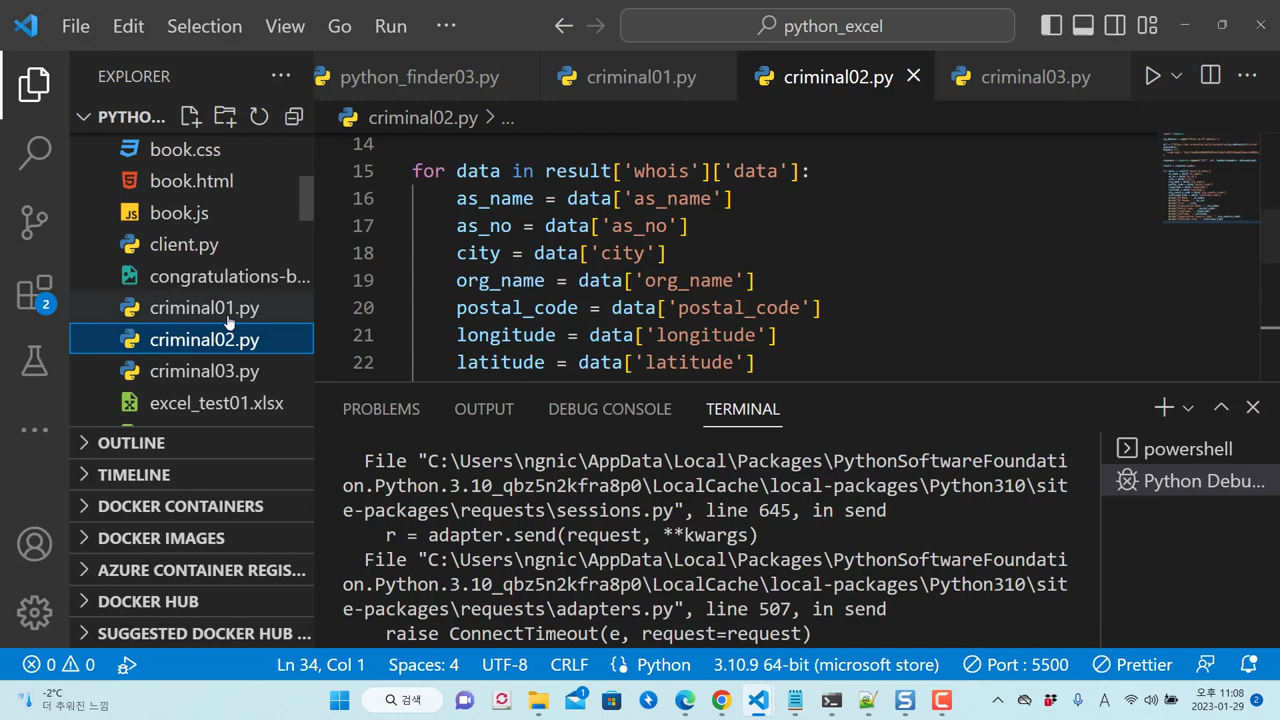 File Edit Selection View Go Run ···
python_excel
EXPLORER ···
python_finder03.py criminal01.py criminal02.py criminal03.py ···
PYTHO...
criminal02.py > ...
book.css
book.html
book.js
client.py
congratulations-b...
criminal01.py
criminal02.py
criminal03.py
excel_test01.xlsx
OUTLINE
TIMELINE
DOCKER CONTAINERS
DOCKER IMAGES
AZURE CONTAINER REGIS...
DOCKER HUB
SUGGESTED DOCKER HUB ...
2
14
15 for data in result['whois']['data']:
16 as_name = data['as_name']
17 as_no = data['as_no']
18 city = data['city']
19 org_name = data['org_name']
20 postal_code = data['postal_code']
21 longitude = data['longitude']
22 latitude = data['latitude']
PROBLEMS OUTPUT DEBUG CONSOLE TERMINAL
File "C:\Users\ngnic\AppData\Local\Packages\PythonSoftwareFoundati
on.Python.3.10_qbz5n2kfra8p0\LocalCache\local-packages\Python310\sit
e-packages\requests\sessions.py", line 645, in send
r = adapter.send(request, **kwargs)
File "C:\Users\ngnic\AppData\Local\Packages\PythonSoftwareFoundati
on.Python.3.10_qbz5n2kfra8p0\LocalCache\local-packages\Python310\sit
e-packages\requests\adapters.py", line 507, in send
raise ConnectTimeout(e, request=request)
powershell
Python Debu...
0 0 Ln 34, Col 1 Spaces: 4 UTF-8 CRLF Python 3.10.9 64-bit (microsoft store) Port : 5500 Prettier
-2°C
더 추워진 느낌
검색
1
A
오후 11:08
2023-01-29
2